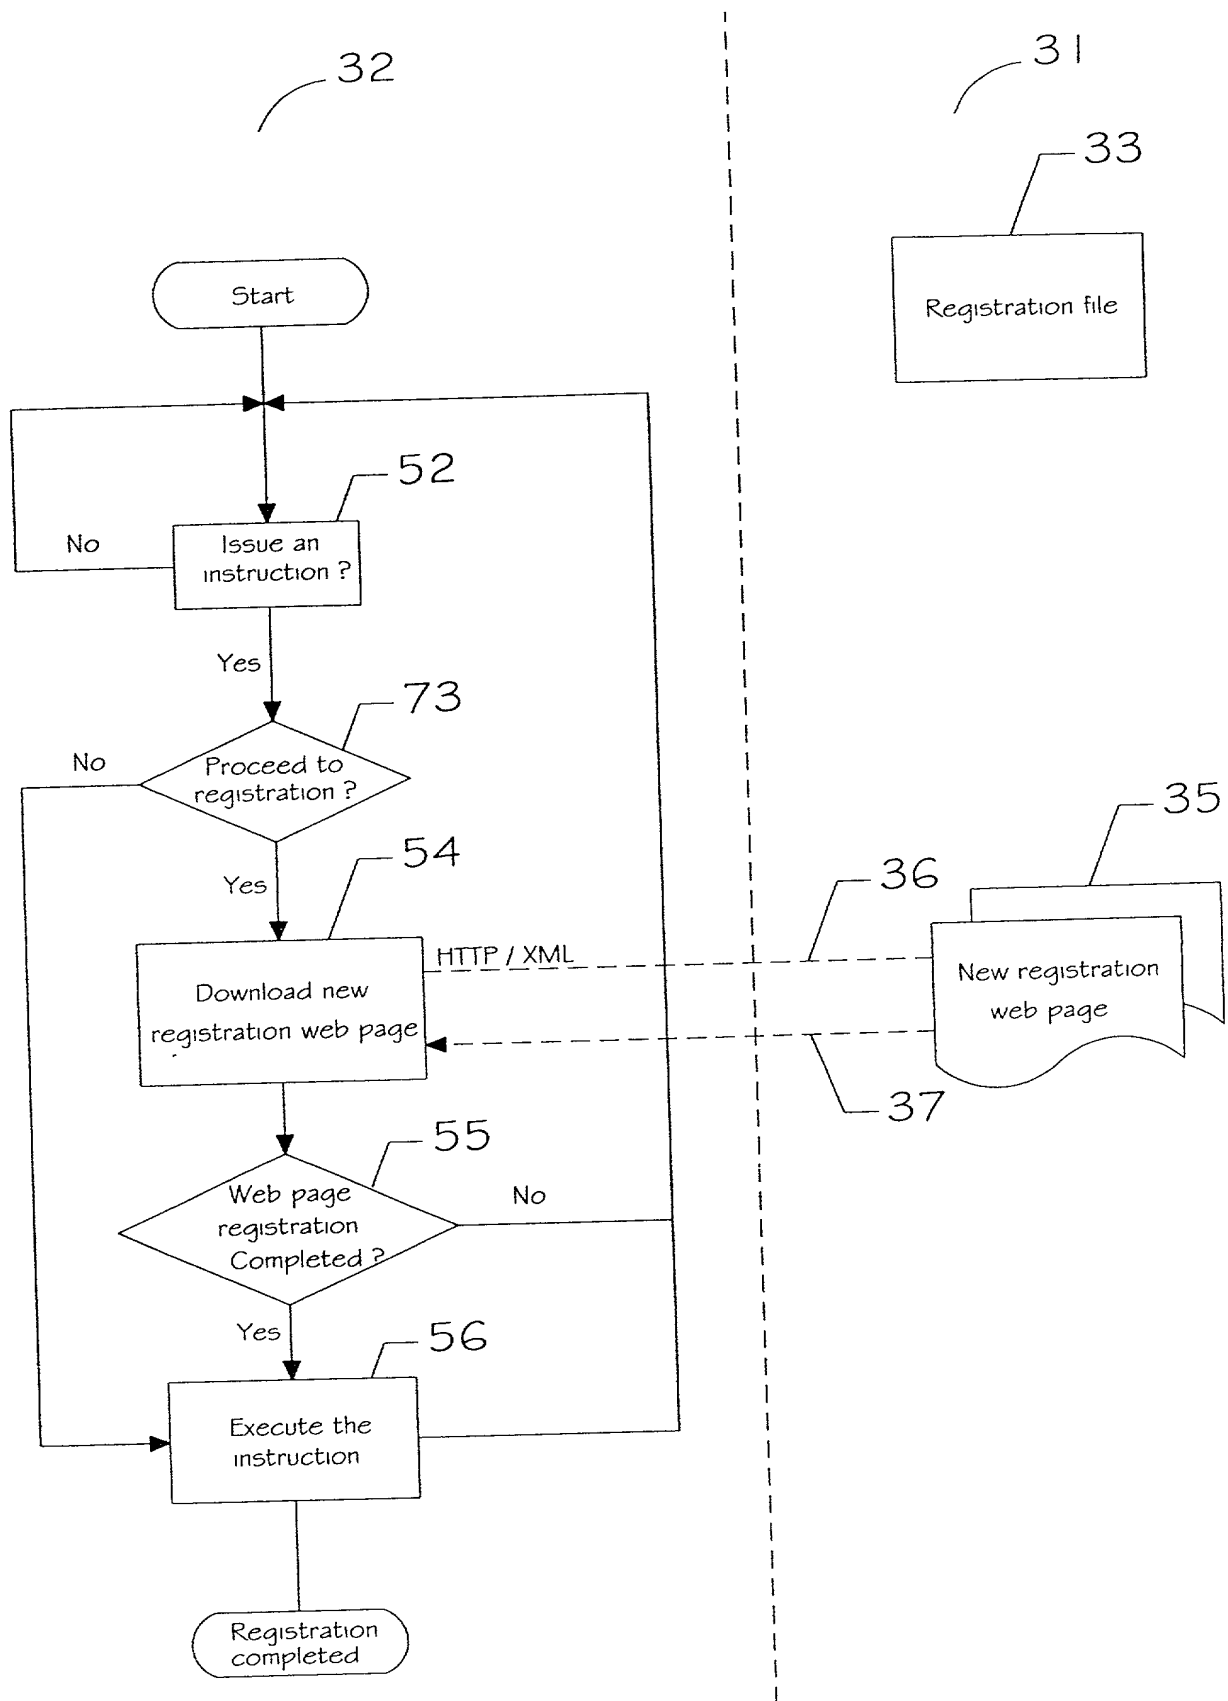 32
31
33
Start
Registration file
52
No
Issue an
instruction ?
Yes
73
No
Proceed to
registration ?
35
54
36
Yes
HTTP / XML
Download new
registration web page
New registration
web page
37
55
Web page
registration
Completed ?
No
Yes
56
Execute the
instruction
Registration
completed